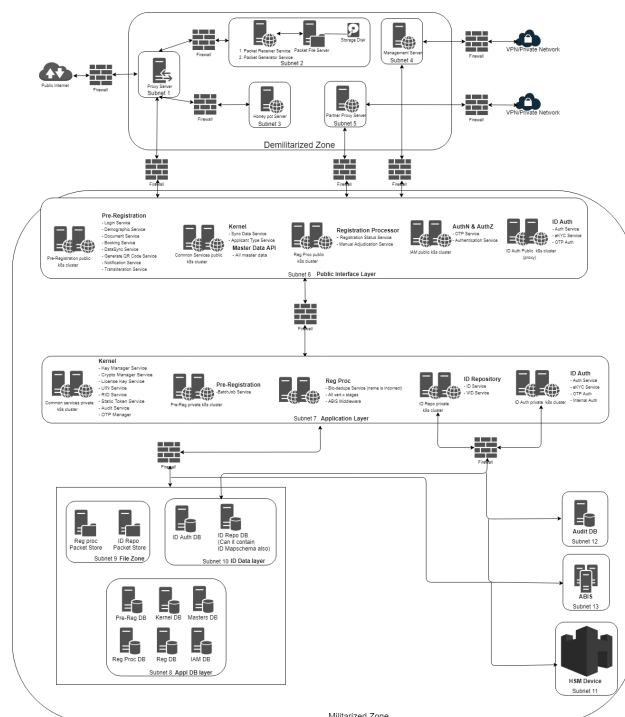 Public Internet
Firewall
Proxy Server
Subnet 1
Firewall
1. Packet Receiver Service
2. Packet Generator Service
Packet File Server
Storage Disk
Subnet 2
Firewall
Honey pot Server
Subnet 3
Management Server
Subnet 4
Firewall
VPN/Private Network
Partner Proxy Server
Subnet 5
Firewall
VPN/Private Network
Demilitarized Zone
Firewall
Firewall
Firewall
Pre-Registration
- Login Service
- Demographic Service
- Document Service
- Booking Service
- DataSync Service
- Generate QR Code Service
- Notification Service
- Transliteration Service
Pre-Registration public
k8s cluster
Kernel
- Sync Data Service
- Applicant Type Service
Master Data API
- All master data
Common Services public
k8s cluster
Registration Processor
- Registration Status Service
- Manual Adjudication Service
Reg Proc public
k8s cluster
AuthN & AuthZ
- OTP Service
- Authentication Service
IAM public k8s cluster
ID Auth
- Auth Service
- eKYC Service
- OTP Auth
ID Auth Public k8s cluster
(proxy)
Subnet 6 Public Interface Layer
Firewall
Kernel
- Key Manager Service
- Crypto Manager Service
- License Key Service
- UIN Service
- RID Service
- Static Token Service
- Audit Service
- OTP Manager
Common services private
k8s cluster
Pre-Registration
-BatchJob Service
Pre-Reg private k8s cluster
Reg Proc
- Bio-dedupe Service (name is incorrect)
- All vert.x stages
- ABIS Middleware
ID Repository
- ID Service
- VID Service
ID Repo private
k8s cluster
ID Auth
- Auth Service
- eKYC Service
- OTP Auth
- Internal Auth
ID Auth private k8s cluster
Subnet 7 Application Layer
Firewall
Firewall
Reg proc
Packet Store
ID Repo
Packet Store
Subnet 9 File Zone
ID Auth DB
ID Repo DB
(Can it contain
ID Mapschema also)
Subnet 10 ID Data layer
Pre-Reg DB
Kernel DB
Masters DB
Reg Proc DB
Reg DB
IAM DB
Subnet 8 Appl DB layer
Audit DB
Subnet 12
ABIS
Subnet 13
HSM Device
Subnet 11
Militarized Zone